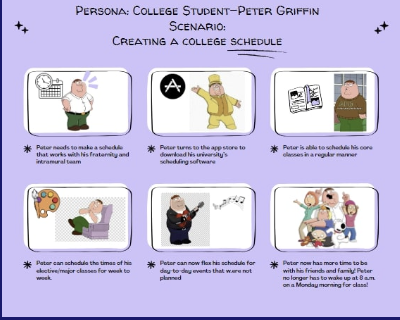 Persona: College Student-Peter Griffin
Scenario:
Creating a college schedule
Peter needs to make a schedule
that works with his fraternity and
intramural team
Peter turns to the app store to
download his university's
scheduling software
Peter is able to schedule his core
classes in a regular manner
Peter can schedule the times of his
elective/major classes for week to
week.
Peter can now flex his schedule for
day-to-day events that were not
planned
Peter now has more time to be
with his friends and family! Peter
no longer has to wake up at 8 a.m.
on a Monday morning for class!